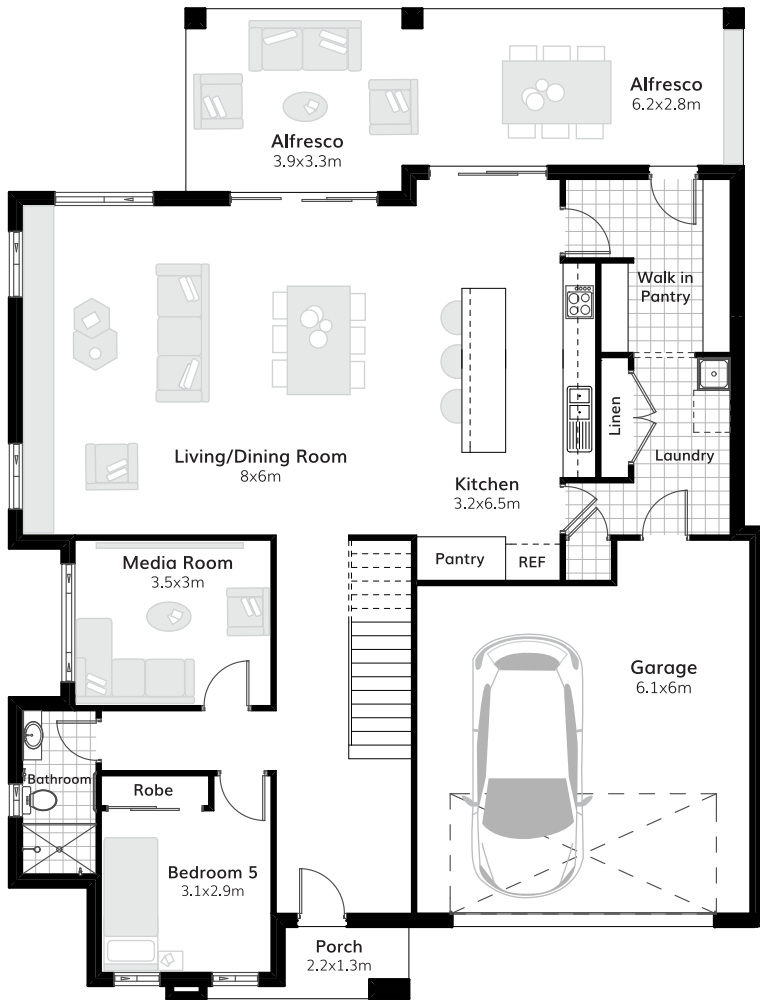 Alfresco
6.2x2.8m
Alfresco
3.9x3.3m
Walk in
Pantry
Linen
Laundry
Living/Dining Room
8x6m
Kitchen
3.2x6.5m
Pantry
REF
Media Room
3.5x3m
Garage
6.1x6m
Bathroom
Robe
Bedroom 5
3.1x2.9m
Porch
2.2x1.3m